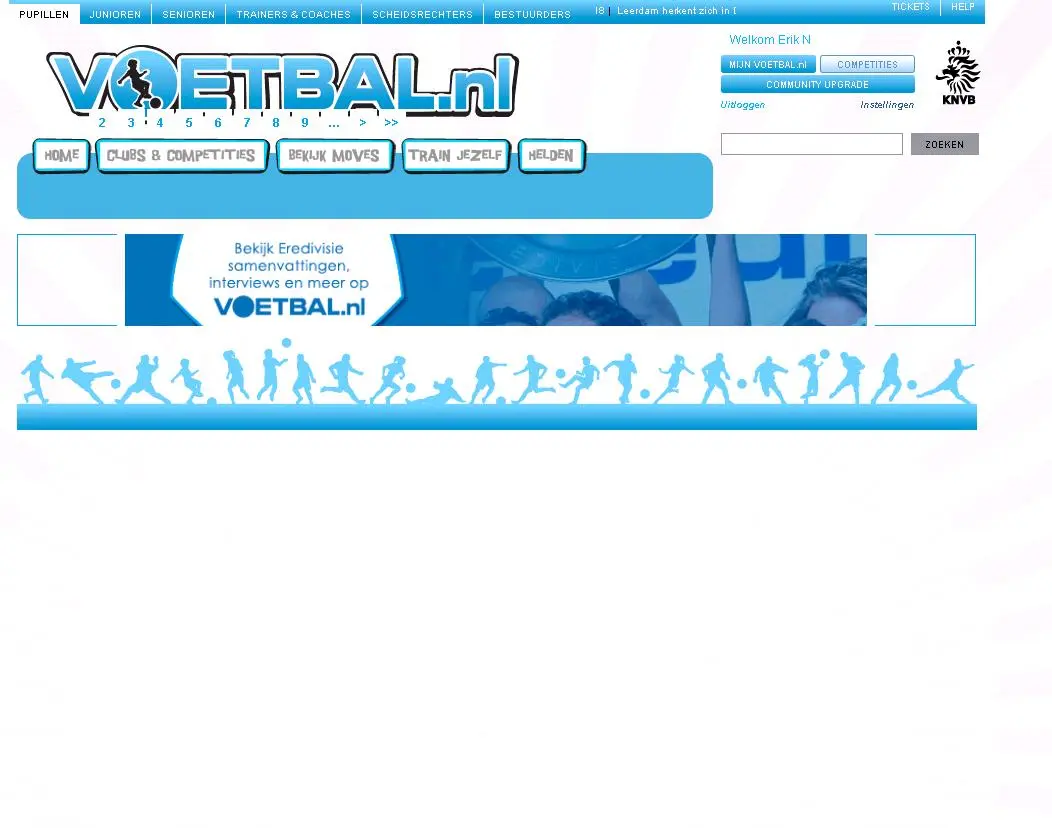 PUPILLEN JUNIOREN SENIOREN TRAINERS & COACHES SCHEIDSRECHTERS BESTUURDERS 18 | Leerdam herkent zich in TICKETS HELP
Welkom Erik N
MIJN VOETBAL.nl COMPETITIES
COMMUNITY UPGRADE
Uitloggen Instellingen
KNVB
VOETBAL.nl
1 2 3 4 5 6 7 8 9 ... > >>
HOME CLUBS & COMPETITIES BEKIJK MOVES TRAIN JEZELF HELDEN
ZOEKEN
Bekijk Eredivisie
samenvattingen,
interviews en meer op
VOETBAL.nl